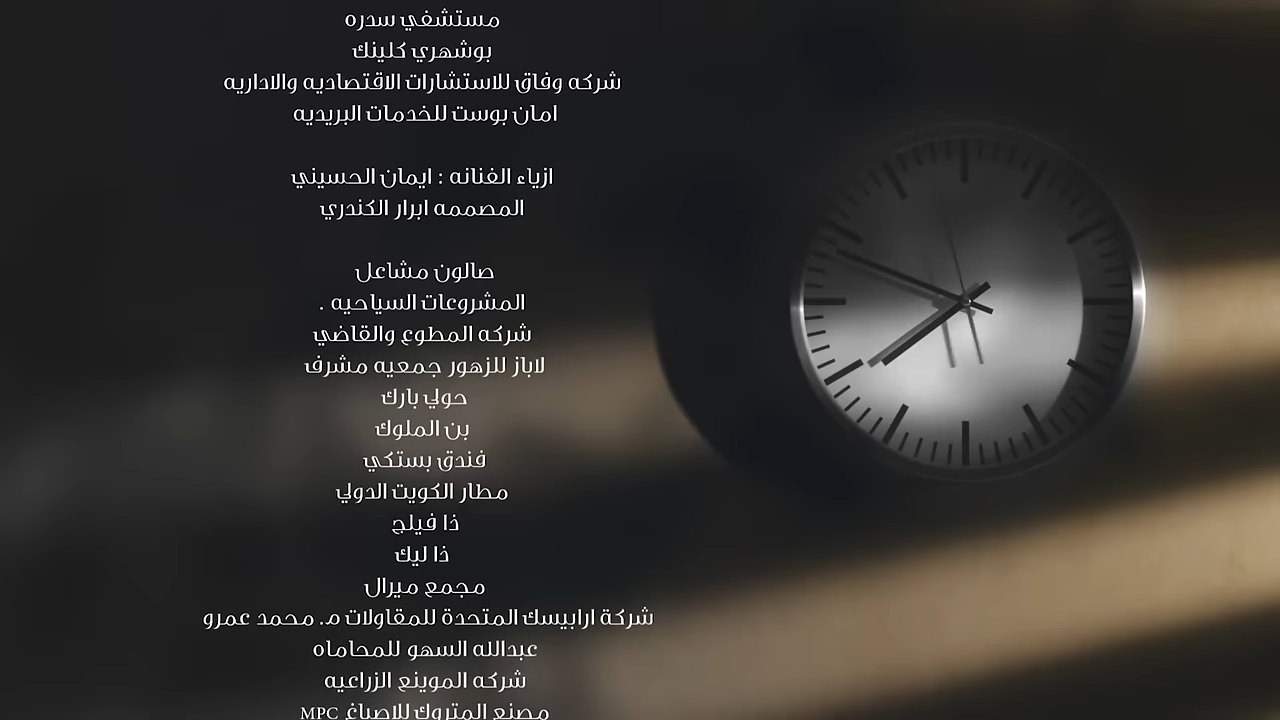 مستشفي سدره
بوشهري كلينك
شركه وفاق للاستشارات الاقتصاديه والاداريه
امان بوست للخدمات البريديه
ازياء الفنانه : ايمان الحسيني
المصممه ابرار الكندري
صالون مشاعل
المشروعات السياحيه .
شركه المطوع والقاضي
لاباز للزهور جمعيه مشرف
حولي بارك
بن الملوك
فندق بستكي
مطار الكويت الدولي
ذا فيلج
ذا ليك
مجمع ميرال
شركة ارابيسك المتحدة للمقاولات م. محمد عمرو
عبدالله السهو للمحاماه
شركه الموينع الزراعيه
مصنع المتروك للاصباغ MPC